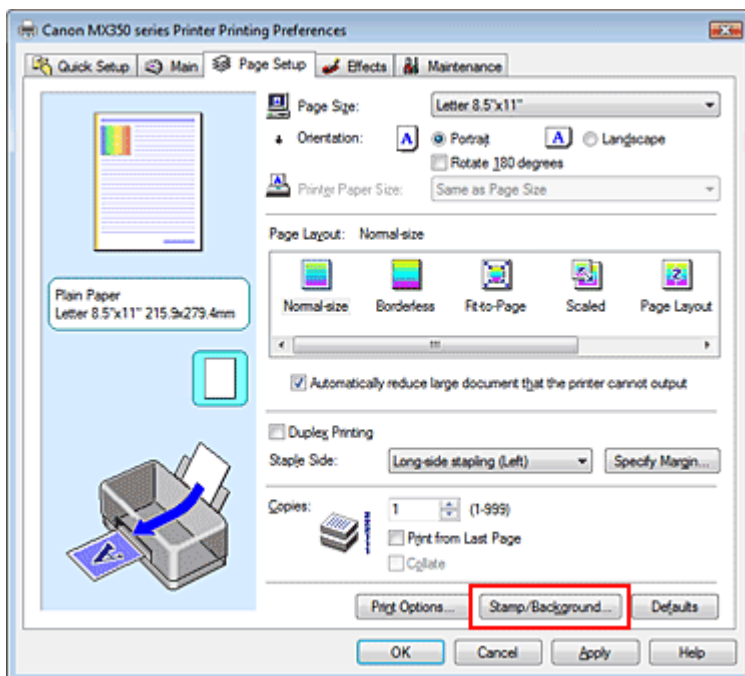 Canon MX350 series Printer Printing Preferences
Quick Setup Main Page Setup Effects Maintenance
Page Size: Letter 8.5"x11"
Orientation: A Portrait A Landscape
Rotate 180 degrees
Printer Paper Size: Same as Page Size
Page Layout: Normal-size
Normal-size Borderless Fit-to-Page Scaled Page Layout
Automatically reduce large document that the printer cannot output
Plain Paper
Letter 8.5"x11" 215.9x279.4mm
Duplex Printing
Staple Side: Long-side stapling (Left) Specify Margin...
Copies: 1 (1-999)
Print from Last Page
Collate
Print Options... Stamp/Background... Defaults
OK Cancel Apply Help